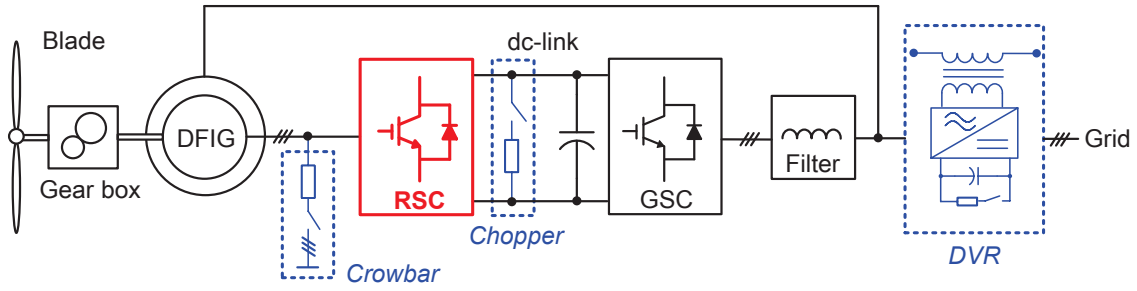 Blade
dc-link
DFIG
Grid
Gear box
RSC
GSC
Filter
Chopper
Crowbar
DVR